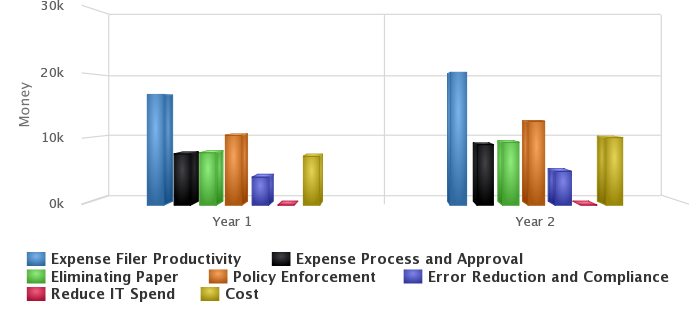 30k
20k
10k
0k
Money
Year 1
Year 2
Expense Filer Productivity
Expense Process and Approval
Eliminating Paper
Policy Enforcement
Error Reduction and Compliance
Reduce IT Spend
Cost